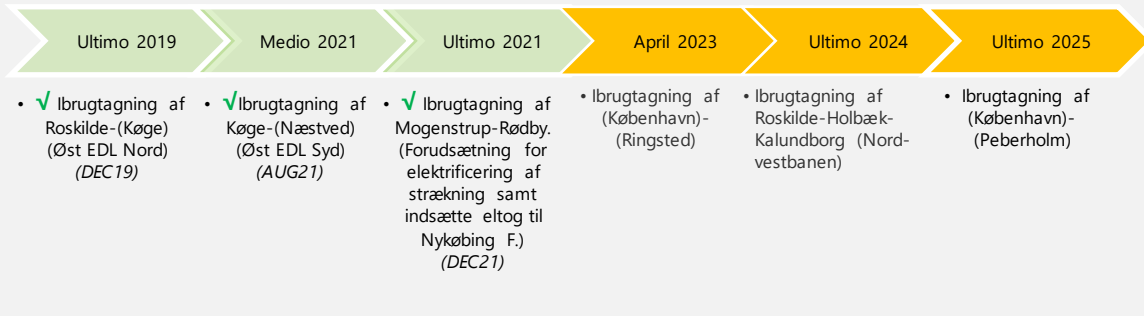 Ultimo 2019
Medio 2021
Ultimo 2021
April 2023
Ultimo 2024
Ultimo 2025
• √ Ibrugtagning af
Roskilde-(Køge)
(Øst EDL Nord)
(DEC19)
• √Ibrugtagning af
Køge-(Næstved)
(Øst EDL Syd)
(AUG21)
• √ Ibrugtagning af
Mogenstrup-Rødby.
(Forudsætning for
elektrificering af
strækning samt
indsætte eltog til
Nykøbing F.)
(DEC21)
• Ibrugtagning af
(København)-
(Ringsted)
• Ibrugtagning af
Roskilde-Holbæk-
Kalundborg (Nord-
vestbanen)
• Ibrugtagning af
(København)-
(Peberholm)